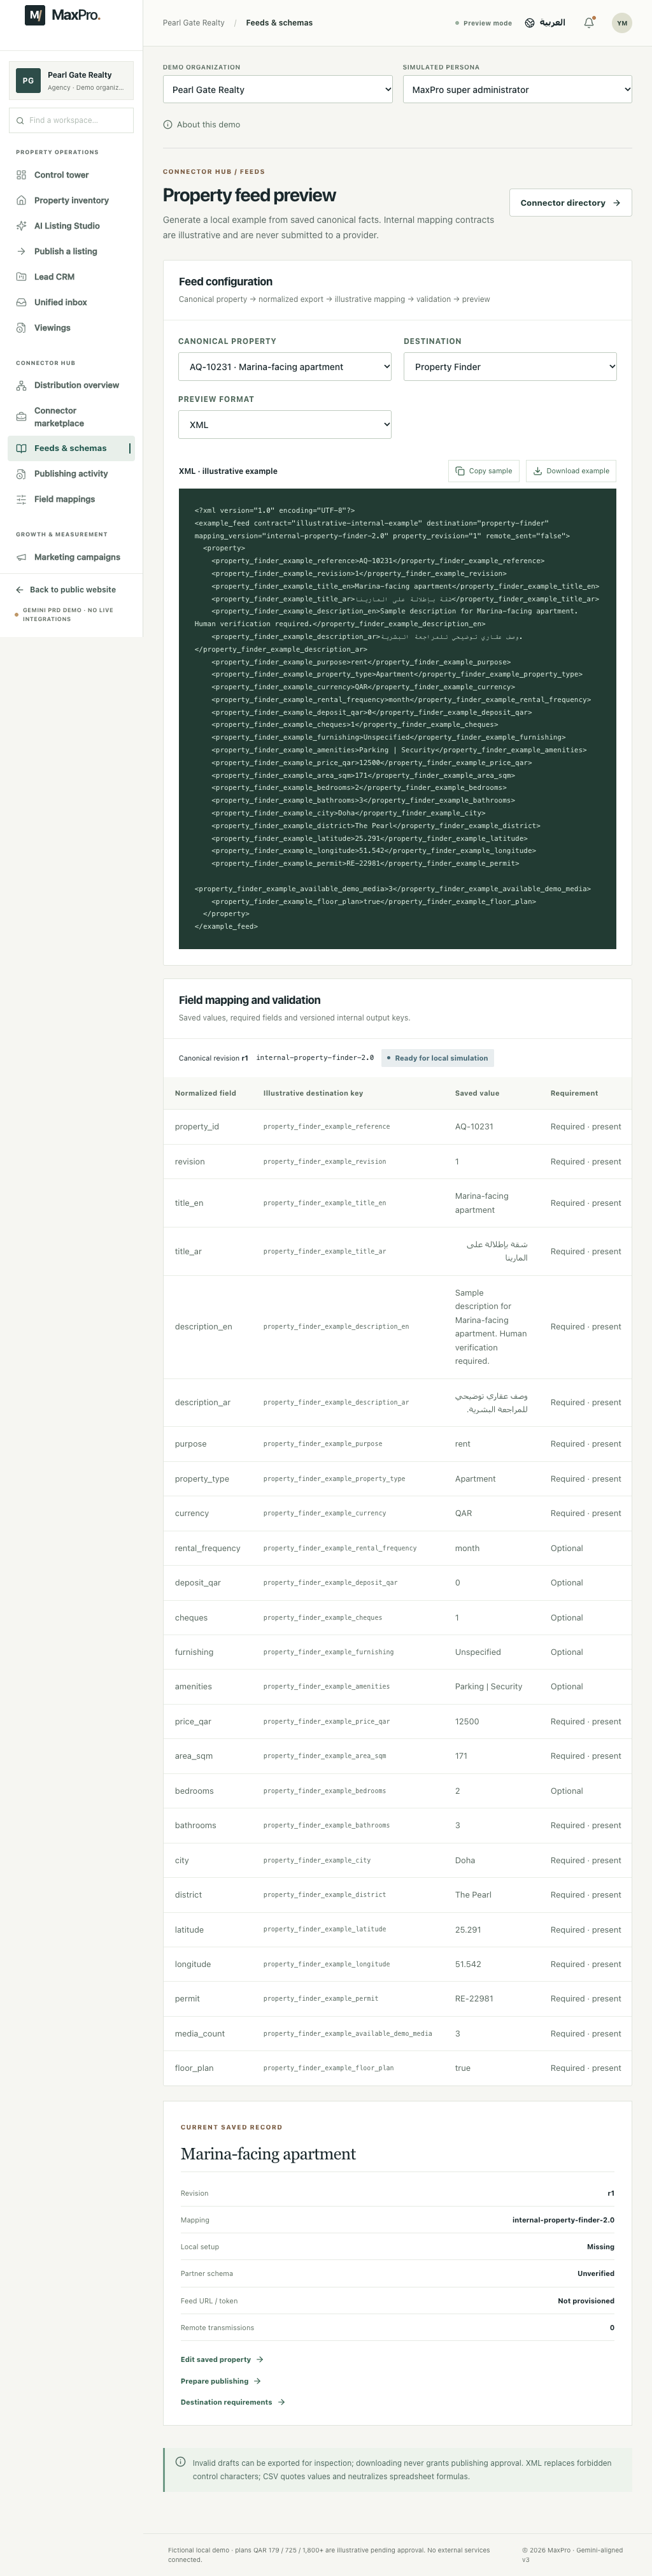 MaxPro.
PG
Pearl Gate Realty
Agency · Demo organiz...
Find a workspace...
PROPERTY OPERATIONS
Control tower
Property inventory
AI Listing Studio
Publish a listing
Lead CRM
Unified inbox
Viewings
CONNECTOR HUB
Distribution overview
Connector
marketplace
Feeds & schemas
Publishing activity
Field mappings
GROWTH & MEASUREMENT
Marketing campaigns
Back to public website
GEMINI PRD DEMO · NO LIVE
INTEGRATIONS
Pearl Gate Realty / Feeds & schemas
Preview mode
العربية
YM
DEMO ORGANIZATION
Pearl Gate Realty
SIMULATED PERSONA
MaxPro super administrator
About this demo
CONNECTOR HUB / FEEDS
Property feed preview
Generate a local example from saved canonical facts. Internal mapping contracts
are illustrative and are never submitted to a provider.
Connector directory
Feed configuration
Canonical property → normalized export → illustrative mapping → validation → preview
CANONICAL PROPERTY
AQ-10231 · Marina-facing apartment
DESTINATION
Property Finder
PREVIEW FORMAT
XML
XML · illustrative example
Copy sample
Download example
<?xml version="1.0" encoding="UTF-8"?>
<example_feed contract="illustrative-internal-example" destination="property-finder"
mapping_version="internal-property-finder-2.0" property_revision="1" remote-sent="false">
<property>
<property_finder_example_reference>AQ-10231</property_finder_example_reference>
<property_finder_example_revision>1</property_finder_example_revision>
<property_finder_example_title_en>Marina-facing apartment</property_finder_example_title_en>
<property_finder_example_title_ar>شقة بإطلالة على المارينا</property_finder_example_title_ar>
<property_finder_example_description_en>Sample description for Marina-facing apartment.
Human verification required.</property_finder_example_description_en>
<property_finder_example_description_ar>وصف عقاري توضيحي للمراجعة البشرية.
</property_finder_example_description_ar>
<property_finder_example_purpose>rent</property_finder_example_purpose>
<property_finder_example_property_type>Apartment</property_finder_example_property_type>
<property_finder_example_currency>QAR</property_finder_example_currency>
<property_finder_example_rental_frequency>month</property_finder_example_rental_frequency>
<property_finder_example_deposit_qar>0</property_finder_example_deposit_qar>
<property_finder_example_cheques>1</property_finder_example_cheques>
<property_finder_example_furnishing>Unspecified</property_finder_example_furnishing>
<property_finder_example_amenities>Parking | Security</property_finder_example_amenities>
<property_finder_example_price_qar>12500</property_finder_example_price_qar>
<property_finder_example_area_sqm>171</property_finder_example_area_sqm>
<property_finder_example_bedrooms>2</property_finder_example_bedrooms>
<property_finder_example_bathrooms>3</property_finder_example_bathrooms>
<property_finder_example_city>Doha</property_finder_example_city>
<property_finder_example_district>The Pearl</property_finder_example_district>
<property_finder_example_latitude>25.291</property_finder_example_latitude>
<property_finder_example_longitude>51.542</property_finder_example_longitude>
<property_finder_example_permit>RE-22981</property_finder_example_permit>
<property_finder_example_available_demo_media>3</property_finder_example_available_demo_media>
<property_finder_example_floor_plan>true</property_finder_example_floor_plan>
</property>
</example_feed>
Field mapping and validation
Saved values, required fields and versioned internal output keys.
Canonical revision r1 internal-property-finder-2.0 Ready for local simulation
Normalized field Illustrative destination key Saved value Requirement
property_id property_finder_example_reference AQ-10231 Required · present
revision property_finder_example_revision 1 Required · present
title_en property_finder_example_title_en Marina-facing
apartment Required · present
title_ar property_finder_example_title_ar شقة بإطلالة على
المارينا Required · present
description_en property_finder_example_description_en Sample
description for
Marina-facing
apartment. Human
verification
required. Required · present
description_ar property_finder_example_description_ar وصف عقاري توضيحي
للمراجعة البشرية. Required · present
purpose property_finder_example_purpose rent Required · present
property_type property_finder_example_property_type Apartment Required · present
currency property_finder_example_currency QAR Required · present
rental_frequency property_finder_example_rental_frequency month Optional
deposit_qar property_finder_example_deposit_qar 0 Optional
cheques property_finder_example_cheques 1 Optional
furnishing property_finder_example_furnishing Unspecified Optional
amenities property_finder_example_amenities Parking | Security Optional
price_qar property_finder_example_price_qar 12500 Required · present
area_sqm property_finder_example_area_sqm 171 Required · present
bedrooms property_finder_example_bedrooms 2 Optional
bathrooms property_finder_example_bathrooms 3 Required · present
city property_finder_example_city Doha Required · present
district property_finder_example_district The Pearl Required · present
latitude property_finder_example_latitude 25.291 Required · present
longitude property_finder_example_longitude 51.542 Required · present
permit property_finder_example_permit RE-22981 Required · present
media_count property_finder_example_available_demo_media 3 Required · present
floor_plan property_finder_example_floor_plan true Required · present
CURRENT SAVED RECORD
Marina-facing apartment
Revision r1
Mapping internal-property-finder-2.0
Local setup Missing
Partner schema Unverified
Feed URL / token Not provisioned
Remote transmissions 0
Edit saved property
Prepare publishing
Destination requirements
Invalid drafts can be exported for inspection; downloading never grants publishing approval. XML replaces forbidden
control characters; CSV quotes values and neutralizes spreadsheet formulas.
Fictional local demo · plans QAR 179 / 725 / 1,800+ are illustrative pending approval. No external services
connected.
© 2026 MaxPro · Gemini-aligned
v3